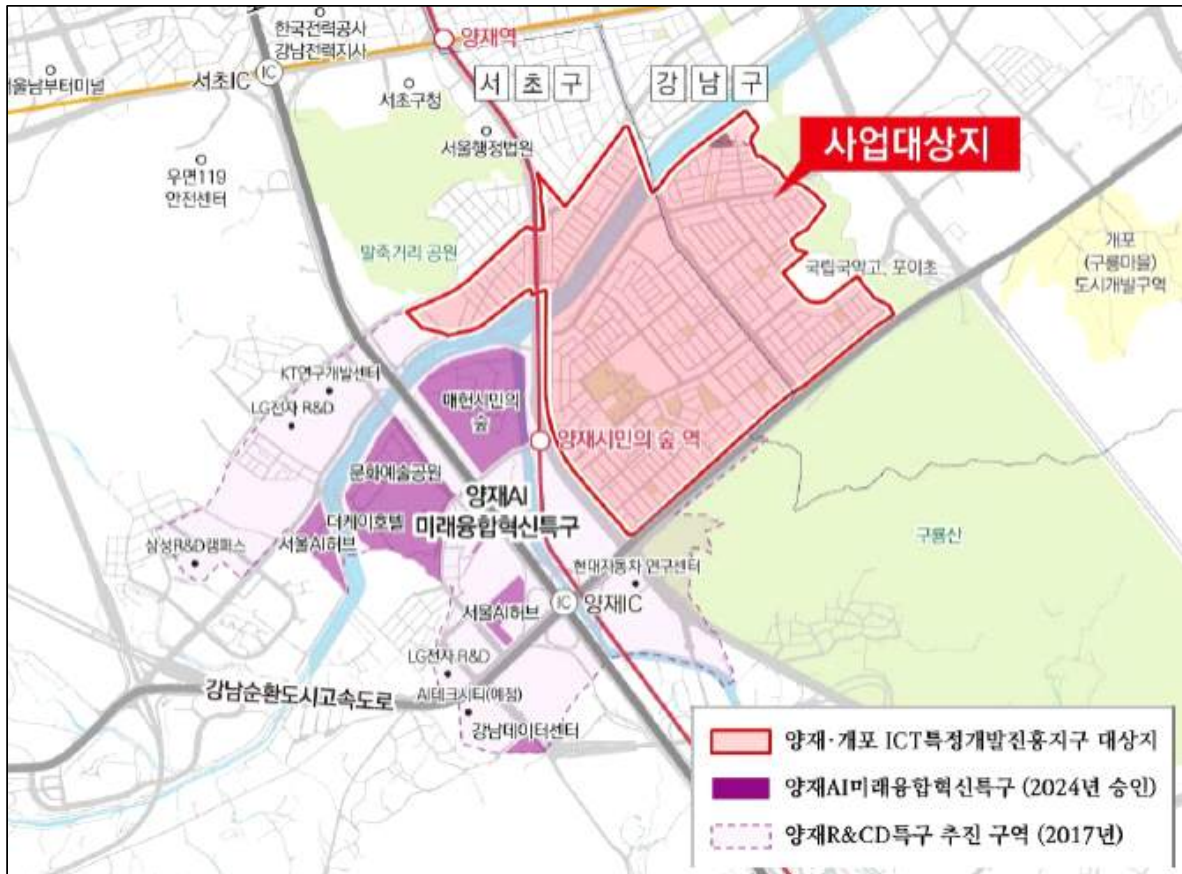 한국전력공사
강남전력지사
양재역
서울남부터미널
서초IC
IC
서초구청
서초구
강남구
서울행정법원
사업대상지
우면119
안전센터
말죽거리 공원
국립국악고, 포이초
개포
(구룡마을)
도시개발구역
KT연구개발센터
LG전자 R&D
매헌시민의
숲
양재시민의 숲 역
문화예술공원
양재AI
미래융합혁신특구
더케이호텔
삼성R&D캠퍼스
서울AI허브
구룡산
현대자동차 연구센터
서울AI허브
IC
양재IC
LG전자 R&D
AI테크시티(예정)
강남순환도시고속도로
강남데이터센터
양재·개포 ICT특정개발진흥지구 대상지
양재AI미래융합혁신특구 (2024년 승인)
양재R&CD특구 추진 구역 (2017년)